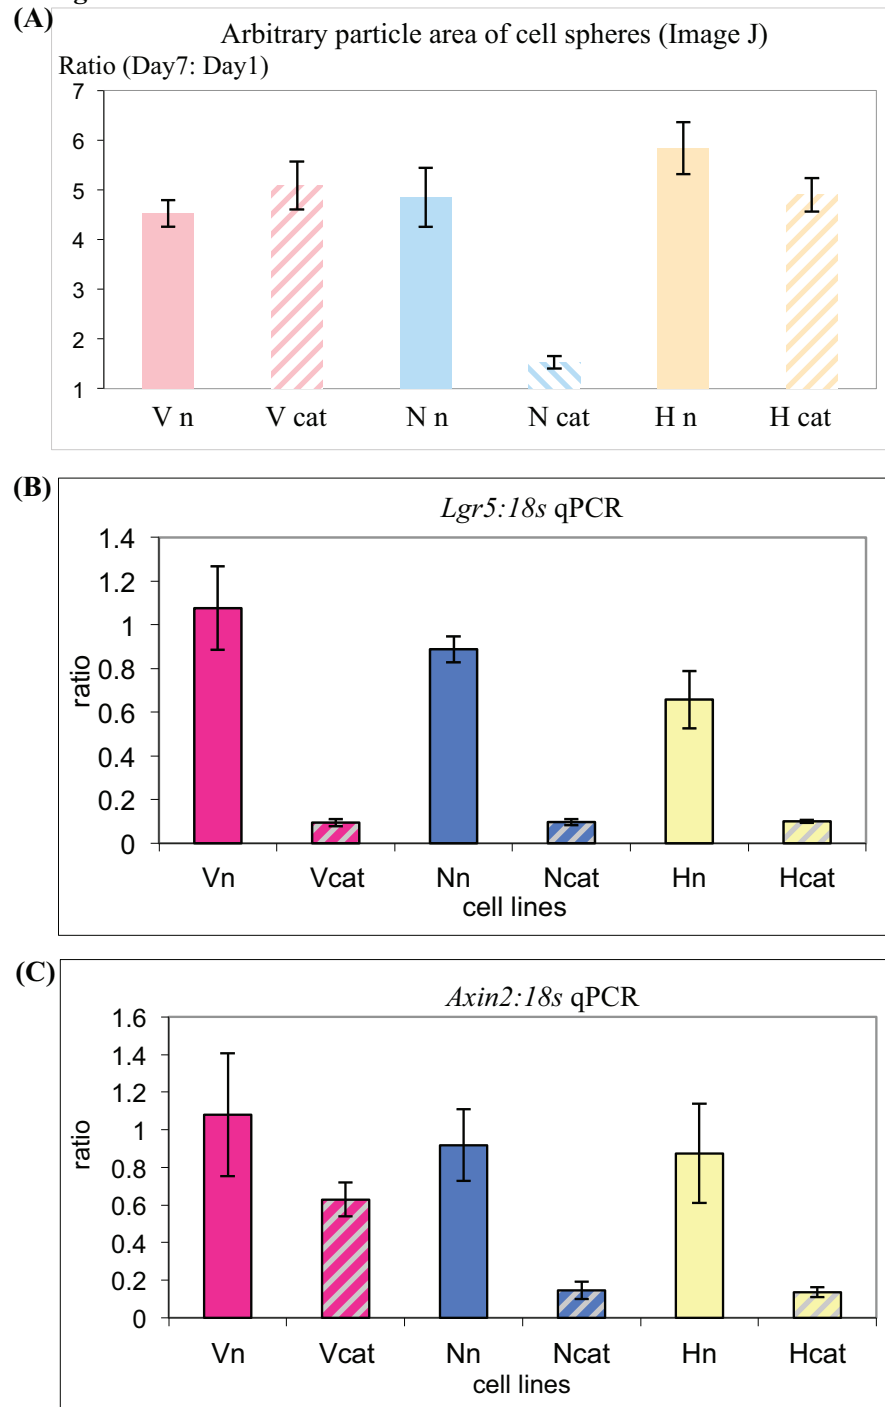 (A)
Arbitrary particle area of cell spheres (Image J)
Ratio (Day7: Day1)
7
6
5
4
3
2
1
V n V cat N n N cat H n H cat
(B)
Lgr5:18s qPCR
1.4
1.2
1
0.8
0.6
0.4
0.2
0
ratio
Vn Vcat Nn Ncat Hn Hcat
cell lines
(C)
Axin2:18s qPCR
1.6
1.4
1.2
1
0.8
0.6
0.4
0.2
0
ratio
Vn Vcat Nn Ncat Hn Hcat
cell lines